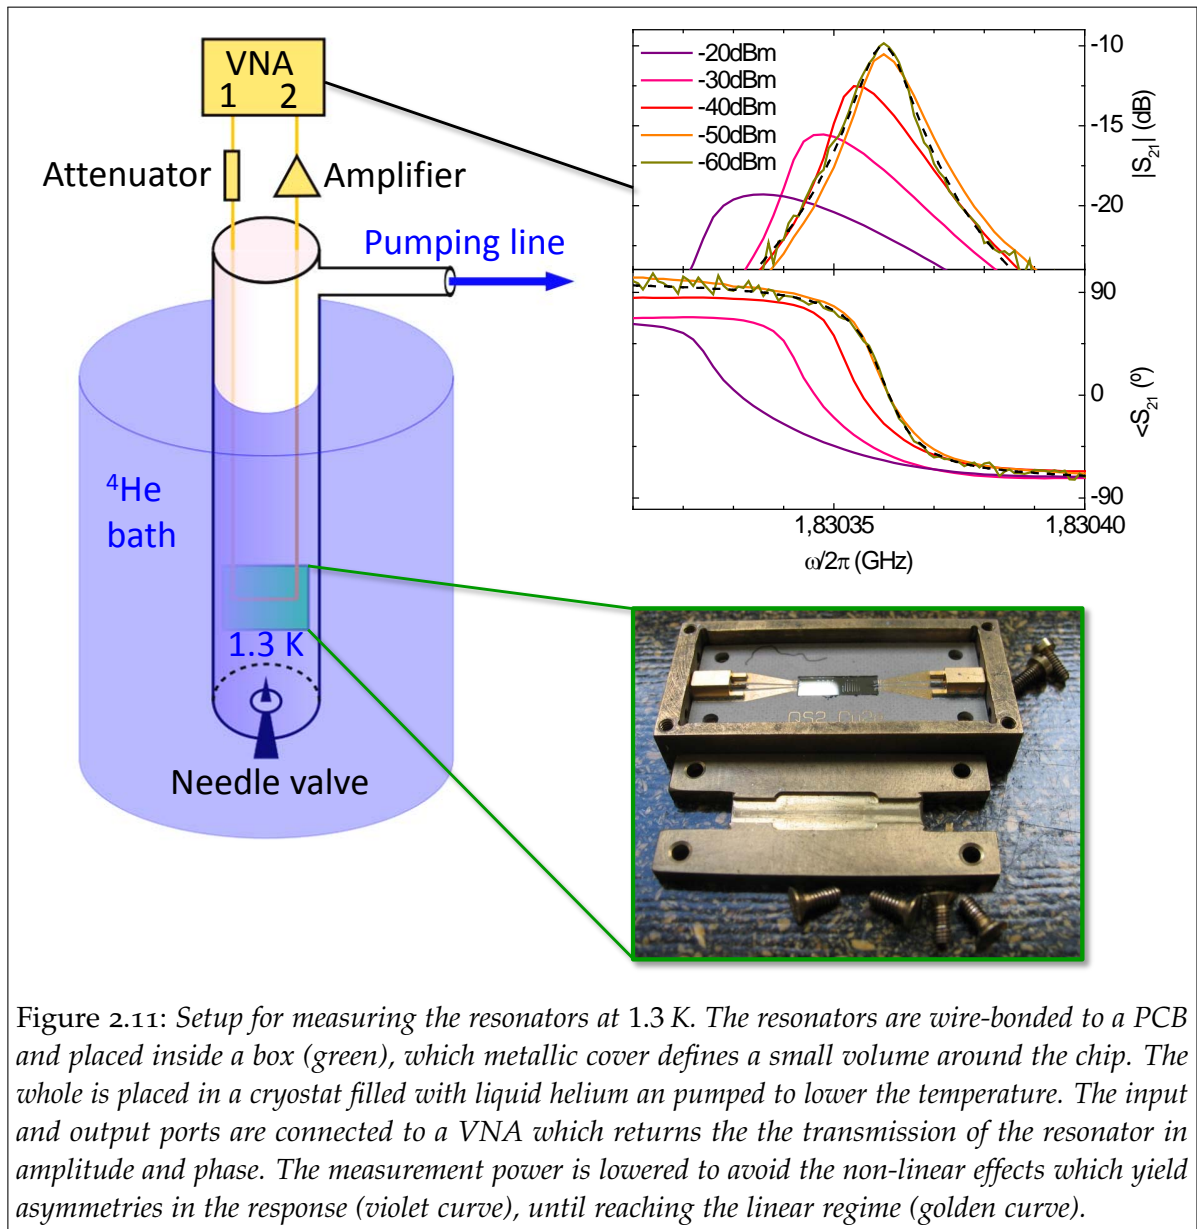 VNA
1 2
Attenuator
Amplifier
Pumping line
⁴He
bath
1.3 K
Needle valve
-20dBm
-30dBm
-40dBm
-50dBm
-60dBm
-10
-15
-20
|S₂₁| (dB)
90
0
-90
<S₂₁ (º)
1,83035 1,83040
ω/2π (GHz)
QS2
Figure 2.11: Setup for measuring the resonators at 1.3 K. The resonators are wire-bonded to a PCB
and placed inside a box (green), which metallic cover defines a small volume around the chip. The
whole is placed in a cryostat filled with liquid helium an pumped to lower the temperature. The input
and output ports are connected to a VNA which returns the the transmission of the resonator in
amplitude and phase. The measurement power is lowered to avoid the non-linear effects which yield
asymmetries in the response (violet curve), until reaching the linear regime (golden curve).